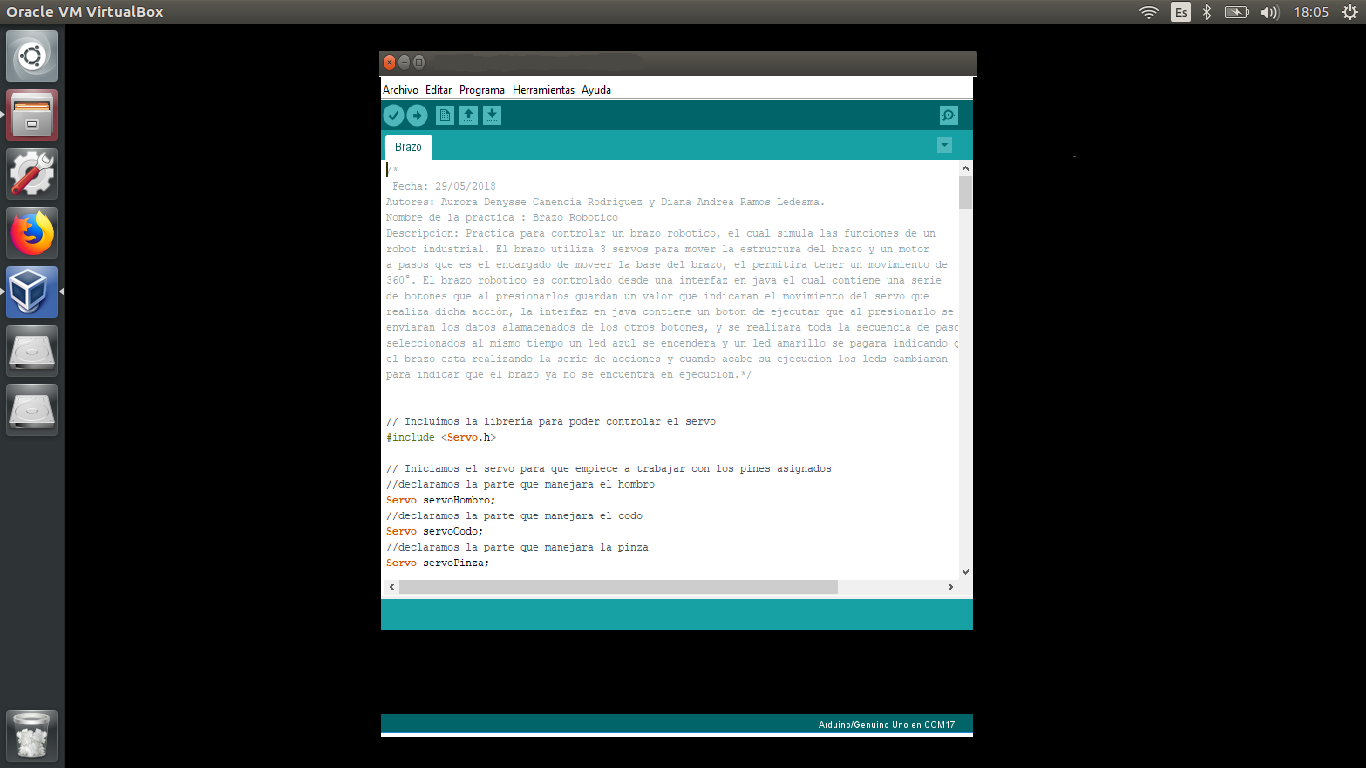 Oracle VM VirtualBox
Es
18:05
Archivo Editar Programa Herramientas Ayuda
Brazo
/*
Fecha: 29/05/2018
Autores: Aurora Denysse Canencia Rodriguez y Diana Andrea Ramos Ledesma.
Nombre de la practica : Brazo Robotico
Descripcion: Practica para controlar un brazo robotico, el cual simula las funciones de un
robot industrial. El brazo utiliza 3 servos para mover la estructura del brazo y un motor
a pasos que es el encargado de moveer la base del brazo, el permitira tener un movimiento de
360°. El brazo robotico es controlado desde una interfaz en java el cual contiene una serie
de botones que al presionarlos guardan un valor que indicaran el movimiento del servo que
realiza dicha acción, la interfaz en java contiene un boton de ejecutar que al presionarlo se
enviaran los datos alamacenados de los otros botones, y se realizara toda la secuencia de paso
seleccionados al mismo tiempo un led azul se encendera y un led amarillo se pagara indicando
el brazo esta realizando la serie de acciones y cuando acabe su ejecucion los leds cambiaran
para indicar que el brazo ya no se encuentra en ejecucion.*/
// Incluímos la librería para poder controlar el servo
#include <Servo.h>
// Iniciamos el servo para que empiece a trabajar con los pines asignados
//declaramos la parte que manejara el hombro
Servo servoHombro;
//declaramos la parte que manejara el codo
Servo servoCodo;
//declaramos la parte que manejara la pinza
Servo servoPinza;
Arduino/Genuino Uno en COM17